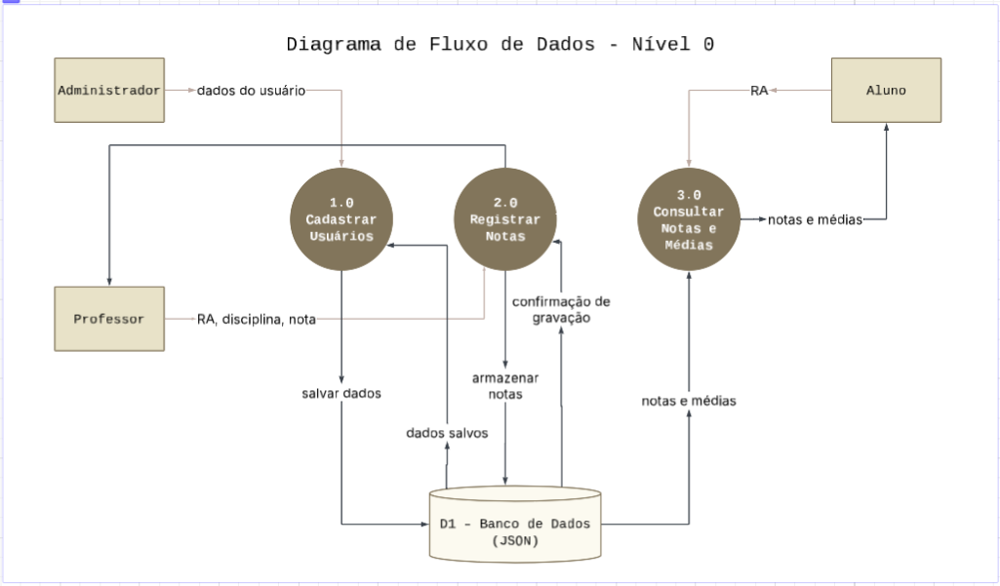 Diagrama de Fluxo de Dados - Nível 0
Administrador
dados do usuário
RA
Aluno
1.0
Cadastrar
Usuários
2.0
Registrar
Notas
3.0
Consultar
Notas e
Médias
notas e médias
Professor
RA, disciplina, nota
confirmação de
gravação
salvar dados
armazenar
notas
notas e médias
dados salvos
D1 - Banco de Dados
(JSON)